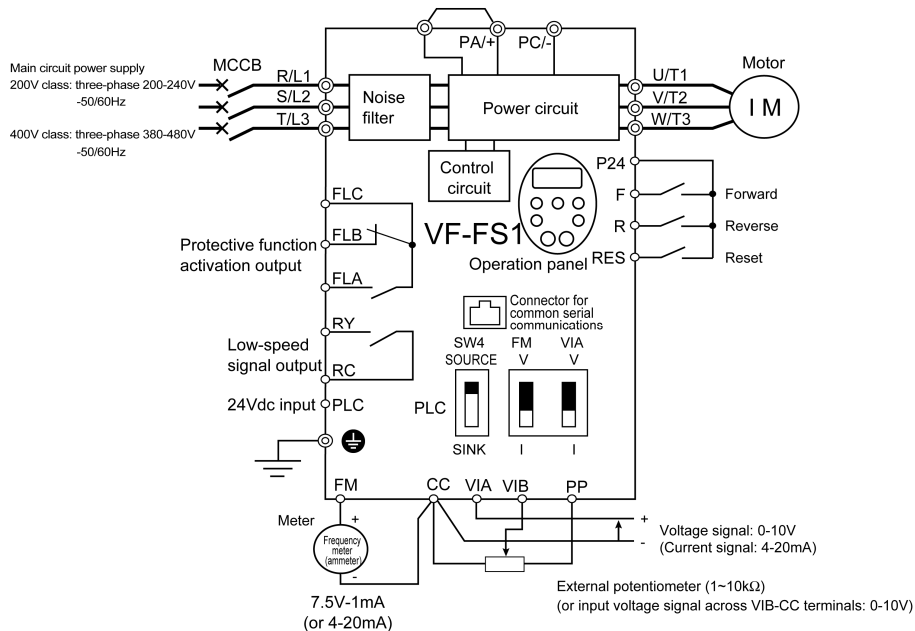 PA/+
PC/-
Main circuit power supply
MCCB
200V class: three-phase 200-240V
-50/60Hz
400V class: three-phase 380-480V
-50/60Hz
R/L1
S/L2
T/L3
Noise
filter
Power circuit
Control
circuit
U/T1
V/T2
W/T3
Motor
I M
P24
F
Forward
R
Reverse
RES
Reset
VF-FS1
Operation panel
FLC
FLB
Protective function
activation output
FLA
RY
Low-speed
signal output
RC
24Vdc input
PLC
Connector for
common serial
communications
SW4
SOURCE
PLC
SINK
FM
V
I
VIA
V
I
FM
CC
VIA
VIB
PP
Meter
+
Frequency
meter
(ammeter)
-
7.5V-1mA
(or 4-20mA)
+
-
Voltage signal: 0-10V
(Current signal: 4-20mA)
External potentiometer (1~10kΩ)
(or input voltage signal across VIB-CC terminals: 0-10V)